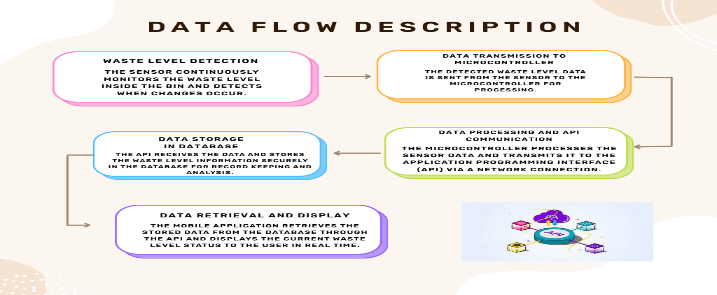 DATA FLOW DESCRIPTION
WASTE LEVEL DETECTION
THE SENSOR CONTINUOUSLY
MONITORS THE WASTE LEVEL
INSIDE THE BIN AND DETECTS
WHEN CHANGES OCCUR.
DATA TRANSMISSION TO
MICROCONTROLLER
THE DETECTED WASTE LEVEL DATA
IS SENT FROM THE SENSOR TO THE
MICROCONTROLLER FOR
PROCESSING.
DATA PROCESSING AND API
COMMUNICATION
THE MICROCONTROLLER PROCESSES THE
SENSOR DATA AND TRANSMITS IT TO THE
APPLICATION PROGRAMMING INTERFACE
(API) VIA A NETWORK CONNECTION.
DATA STORAGE
IN DATABASE
THE API RECEIVES THE DATA AND STORES
THE WASTE LEVEL INFORMATION SECURELY
IN THE DATABASE FOR RECORD KEEPING AND
ANALYSIS.
DATA RETRIEVAL AND DISPLAY
THE MOBILE APPLICATION RETRIEVES THE
STORED DATA FROM THE DATABASE THROUGH
THE API AND DISPLAYS THE CURRENT WASTE
LEVEL STATUS TO THE USER IN REAL TIME.
API